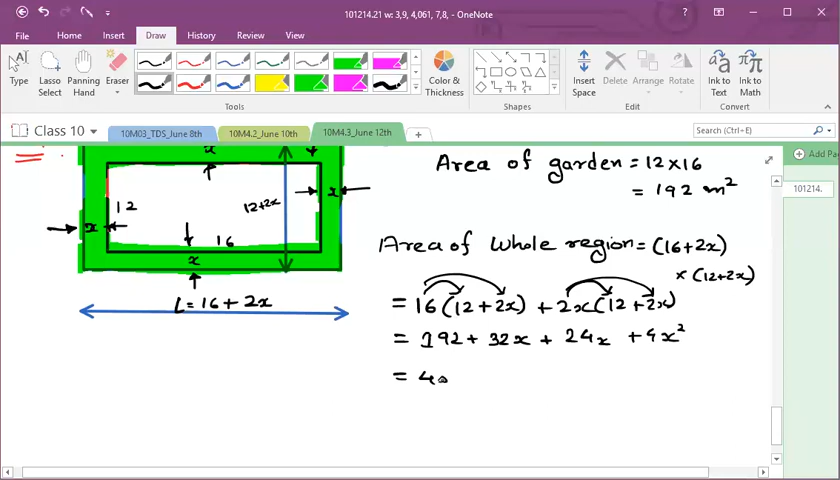 101214.21 w: 3,9, 4,061, 7,8, - OneNote
File Home Insert Draw History Review View
Type Lasso Select Panning Hand Eraser
Color & Thickness
Insert Space Delete Arrange Rotate Ink to Text Ink to Math
Tools Shapes Edit Convert
Class 10 10M03_TDS_June 8th 10M4.2_June 10th 10M4.3_June 12th + Search (Ctrl+E)
Add Pa
101214.
x
12
12+2x
x
x
16
x
L = 16 + 2x
Area of garden = 12 × 16
= 192 m²
Area of Whole region = (16+2x)
× (12+2x)
= 16 (12 + 2x) + 2x (12 + 2x)
= 192 + 32x + 24x + 4x²
= 4